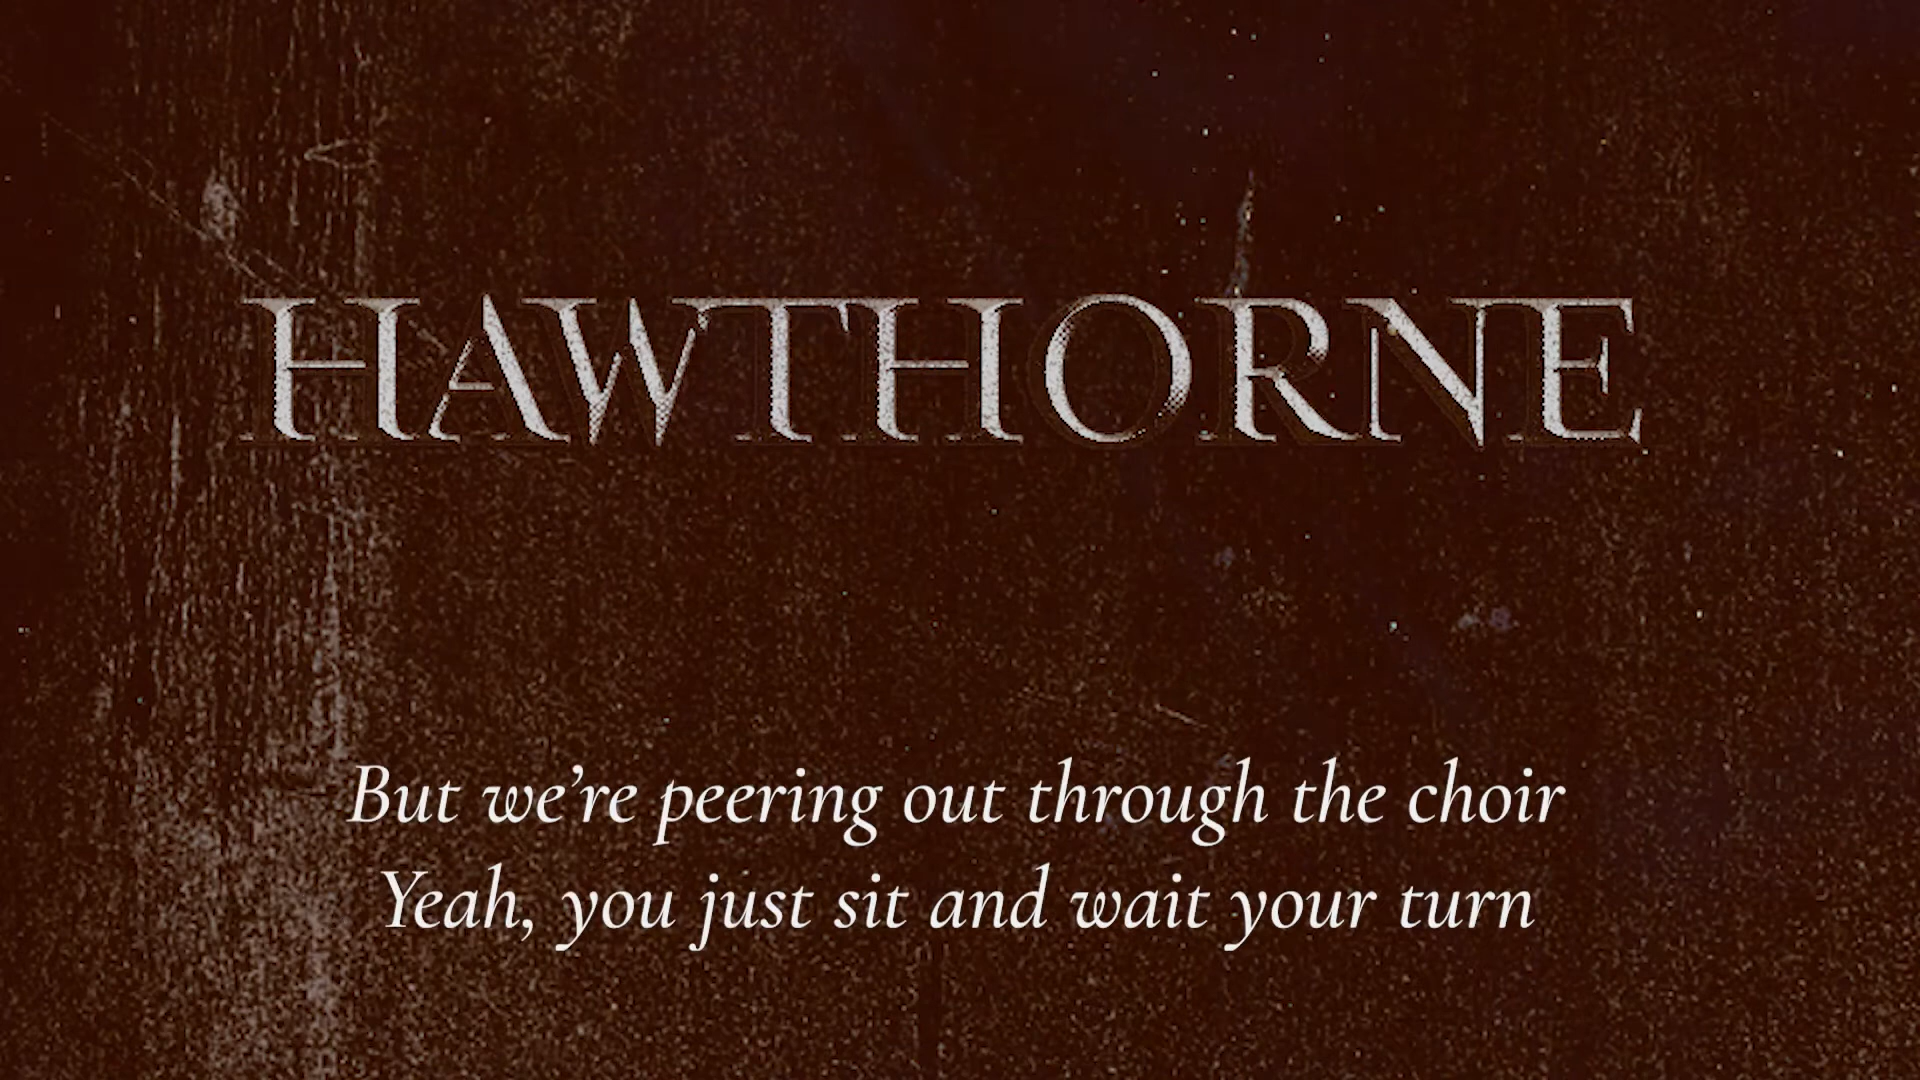 HAWTHORNE
But we’re peering out through the choir
Yeah, you just sit and wait your turn